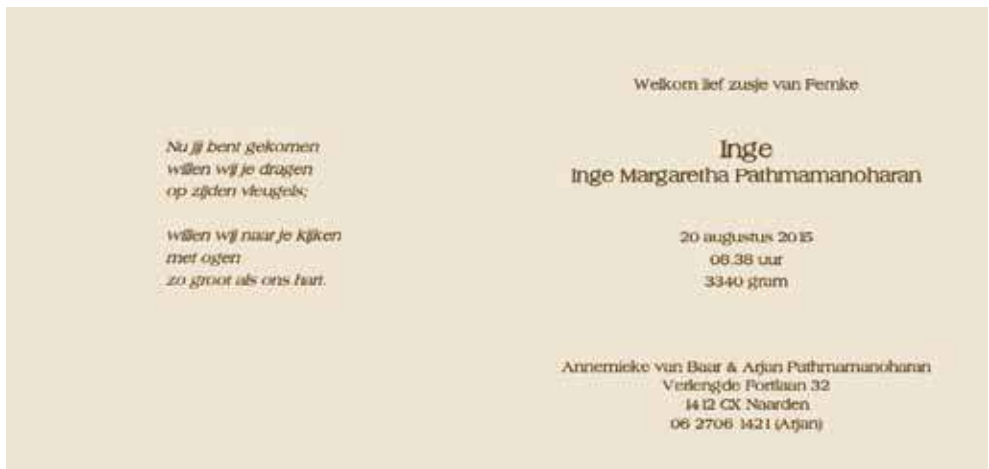 Nu jij bent gekomen
willen wij je dragen
op zijden vleugels;
willen wij naar je kijken
met ogen
zo groot als ons hart.
Welkom lief zusje van Femke
Inge
Inge Margaretha Pathmamanoharan
20 augustus 2015
08.38 uur
3340 gram
Annemieke van Baar & Arjan Pathmamanoharan
Verlengde Fortlaan 32
1412 CX Naarden
06 2706 1421 (Arjan)